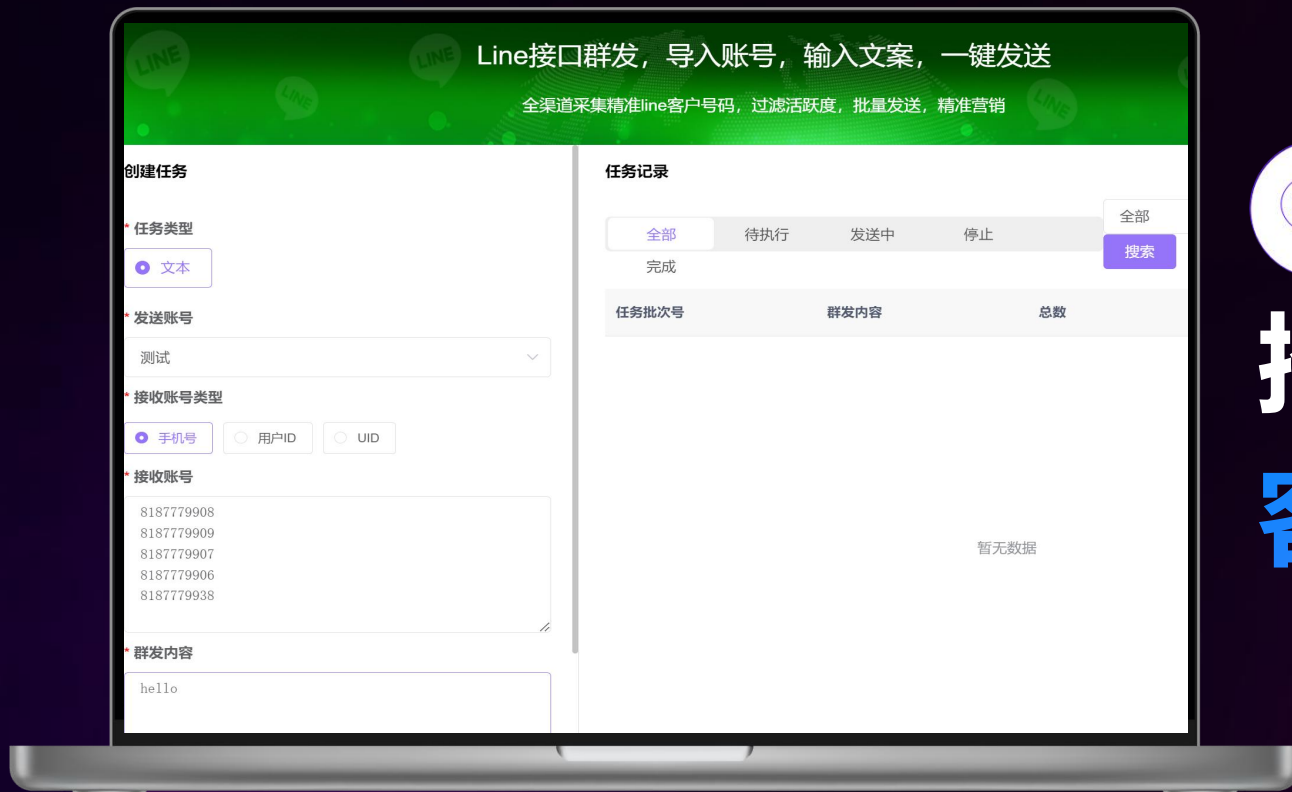 LINE
LINE
LINE
LINE
Line接口群发，导入账号，输入文案，一键发送
全渠道采集精准line客户号码，过滤活跃度，批量发送，精准营销
创建任务
* 任务类型
文本
* 发送账号
测试
* 接收账号类型
手机号 用户ID UID
* 接收账号
8187779908
8187779909
8187779907
8187779906
8187779938
* 群发内容
hello
任务记录
全部 待执行 发送中 停止
完成
全部
搜索
任务批次号 群发内容 总数
暂无数据